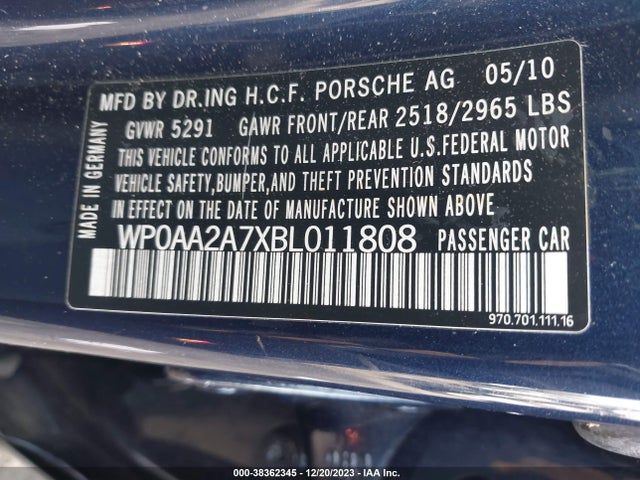 MFD BY DR.ING H.C.F. PORSCHE AG 05/10
GVWR 5291 GAWR FRONT/REAR 2518/2965 LBS
THIS VEHICLE CONFORMS TO ALL APPLICABLE U.S.FEDERAL MOTOR
VEHICLE SAFETY,BUMPER,AND THEFT PREVENTION STANDARDS
IN EFFECT ON THE DATE OF MANUFACTURE SHOWN ABOVE
WP0AA2A7XBL011808 PASSENGER CAR
MADE IN GERMANY
970.701.111.16
000-38362345 - 12/20/2023 - IAA Inc.